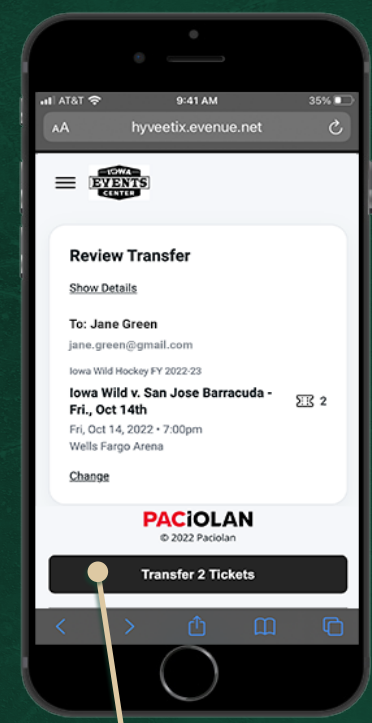 AT&T 9:41 AM 35%
AA hyveetix.evenue.net
IOWA
EVENTS
CENTER
Review Transfer
Show Details
To: Jane Green
jane.green@gmail.com
Iowa Wild Hockey FY 2022-23
Iowa Wild v. San Jose Barracuda -
Fri., Oct 14th
2
Fri, Oct 14, 2022 • 7:00pm
Wells Fargo Arena
Change
PACiOLAN
© 2022 Paciolan
Transfer 2 Tickets